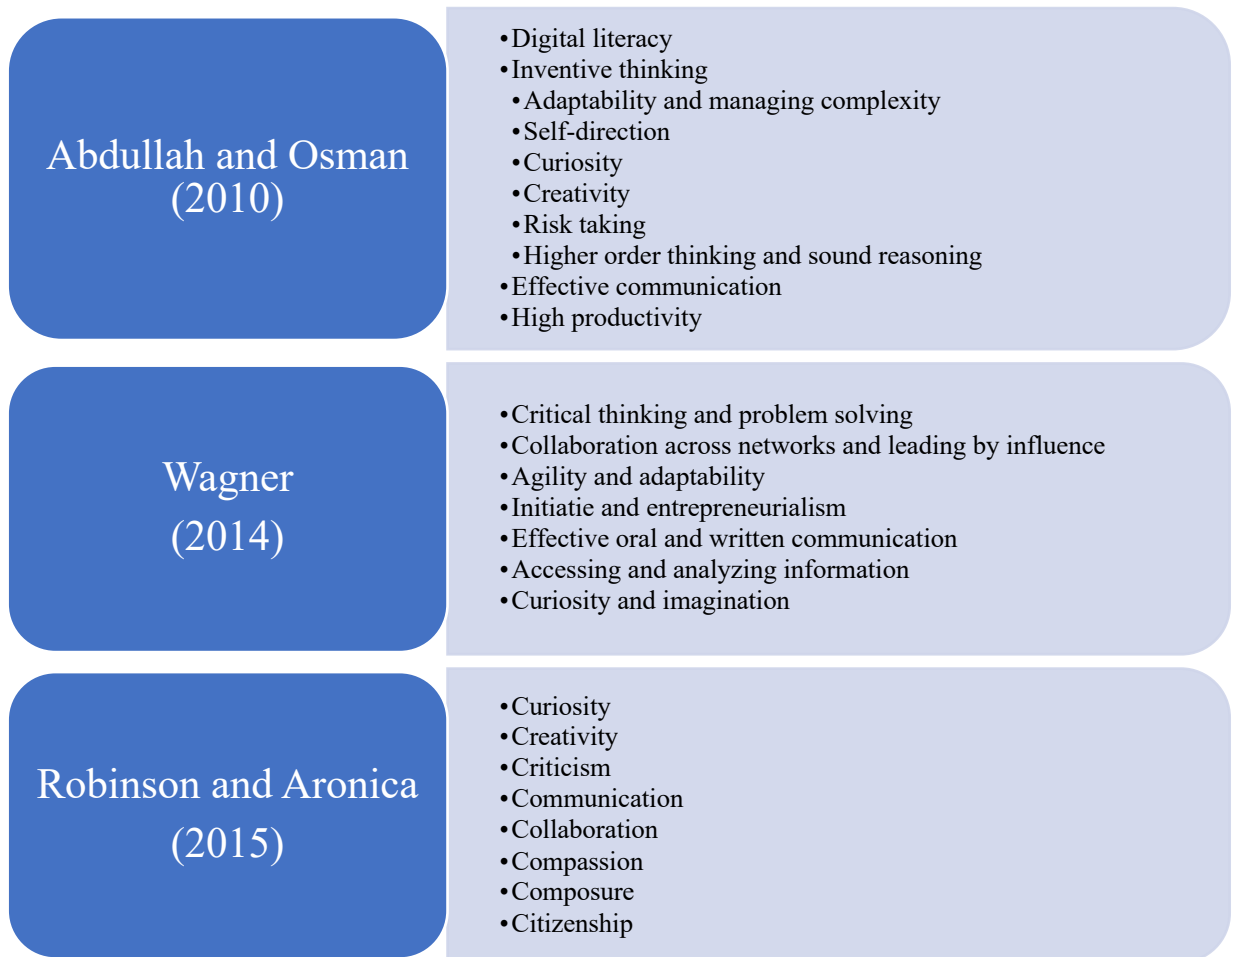 Abdullah and Osman
(2010)
•Digital literacy
•Inventive thinking
•Adaptability and managing complexity
•Self-direction
•Curiosity
•Creativity
•Risk taking
•Higher order thinking and sound reasoning
•Effective communication
•High productivity
Wagner
(2014)
•Critical thinking and problem solving
•Collaboration across networks and leading by influence
•Agility and adaptability
•Initiatie and entrepreneurialism
•Effective oral and written communication
•Accessing and analyzing information
•Curiosity and imagination
Robinson and Aronica
(2015)
•Curiosity
•Creativity
•Criticism
•Communication
•Collaboration
•Compassion
•Composure
•Citizenship